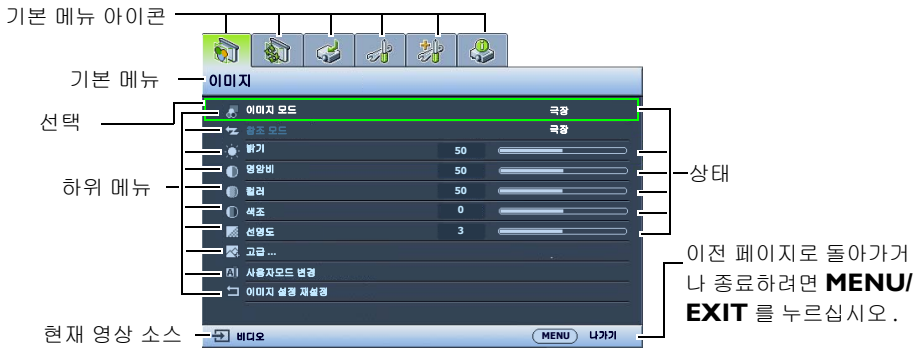 기본 메뉴 아이콘
기본 메뉴
이미지
선택
이미지 모드 극장
참조 모드 극장
밝기 50
명암비 50
상태
하위 메뉴
컬러 50
색조 0
선명도 3
고급 ...
사용자모드 변경
이미지 설정 재설정
이전 페이지로 돌아가거
나 종료하려면 MENU/
EXIT 를 누르십시오 .
현재 영상 소스
비디오
MENU 나가기